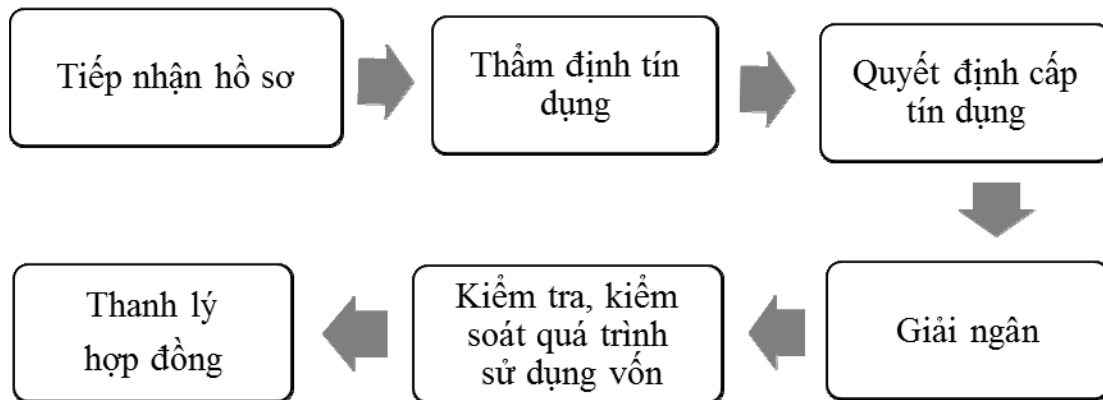 Tiếp nhận hồ sơ
Thẩm định tín
dụng
Quyết định cấp
tín dụng
Giải ngân
Kiểm tra, kiểm
soát quá trình
sử dụng vốn
Thanh lý
hợp đồng